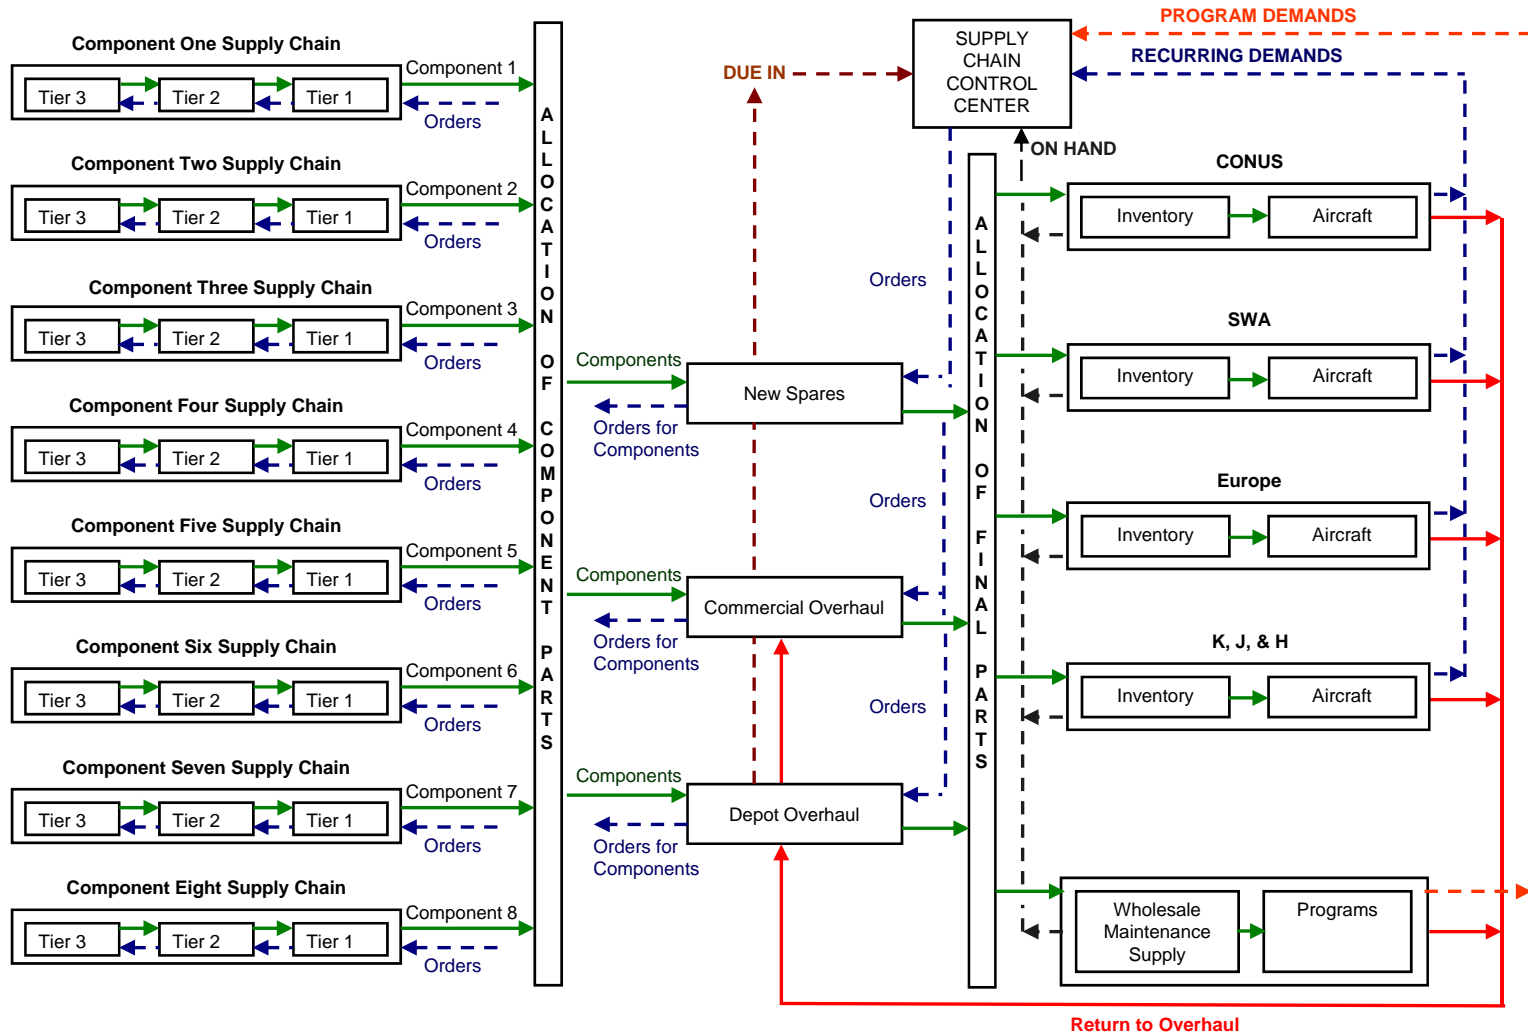 PROGRAM DEMANDS
RECURRING DEMANDS
SUPPLY
CHAIN
CONTROL
CENTER
DUE IN
ON HAND
Component One Supply Chain
Tier 3
Tier 2
Tier 1
Component 1
Orders
Component Two Supply Chain
Tier 3
Tier 2
Tier 1
Component 2
Orders
Component Three Supply Chain
Tier 3
Tier 2
Tier 1
Component 3
Orders
Component Four Supply Chain
Tier 3
Tier 2
Tier 1
Component 4
Orders
Component Five Supply Chain
Tier 3
Tier 2
Tier 1
Component 5
Orders
Component Six Supply Chain
Tier 3
Tier 2
Tier 1
Component 6
Orders
Component Seven Supply Chain
Tier 3
Tier 2
Tier 1
Component 7
Orders
Component Eight Supply Chain
Tier 3
Tier 2
Tier 1
Component 8
Orders
ALLOCATION OF COMPONENT PARTS
Components
New Spares
Orders for
Components
Orders
Components
Commercial Overhaul
Orders for
Components
Orders
Components
Depot Overhaul
Orders for
Components
Orders
ALLOCATION OF FINAL PARTS
CONUS
Inventory
Aircraft
SWA
Inventory
Aircraft
Europe
Inventory
Aircraft
K, J, & H
Inventory
Aircraft
Wholesale
Maintenance
Supply
Programs
Return to Overhaul